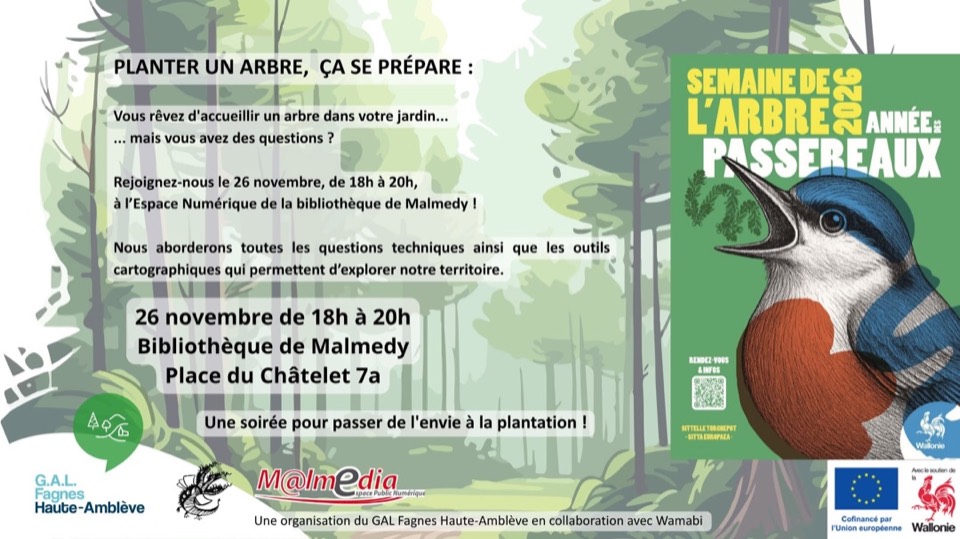 PLANTER UN ARBRE, ÇA SE PRÉPARE :
Vous rêvez d'accueillir un arbre dans votre jardin...
... mais vous avez des questions ?
Rejoignez-nous le 26 novembre, de 18h à 20h,
à l'Espace Numérique de la bibliothèque de Malmedy !
Nous aborderons toutes les questions techniques ainsi que les outils
cartographiques qui permettent d'explorer notre territoire.
26 novembre de 18h à 20h
Bibliothèque de Malmedy
Place du Châtelet 7a
Une soirée pour passer de l'envie à la plantation !
SEMAINE DE
L'ARBRE 2026
ANNÉE DES
PASSEREAUX
RENDEZ-VOUS
& INFOS
SITTELLE TORCHEPOT
- SITTA EUROPAEA -
Wallonie
G.A.L.
Fagnes
Haute-Amblève
M@lmedia
Espace Public Numérique
Une organisation du GAL Fagnes Haute-Amblève en collaboration avec Wamabi
Cofinancé par
l'Union européenne
Avec le soutien de
la
Wallonie